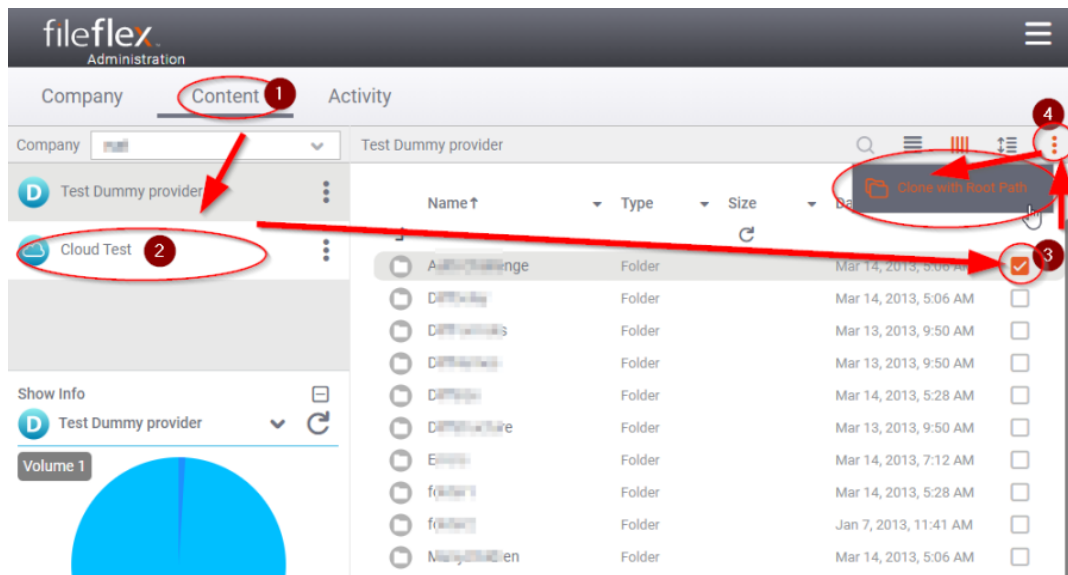 fileflex
Administration
Company Content 1 Activity
4
Company Test Dummy provider
Clone with Root Path
D Test Dummy provider
Name↑ Type Size
Cloud Test 2
3
Folder Mar 14, 2013, 5:06 AM
Folder Mar 14, 2013, 5:06 AM
Folder Mar 13, 2013, 9:50 AM
Folder Mar 13, 2013, 9:50 AM
Show Info
Folder Mar 14, 2013, 5:28 AM
D Test Dummy provider
Folder Mar 13, 2013, 9:50 AM
Volume 1
Folder Mar 14, 2013, 7:12 AM
Folder Mar 14, 2013, 5:28 AM
Folder Jan 7, 2013, 11:41 AM
Folder Mar 14, 2013, 5:06 AM